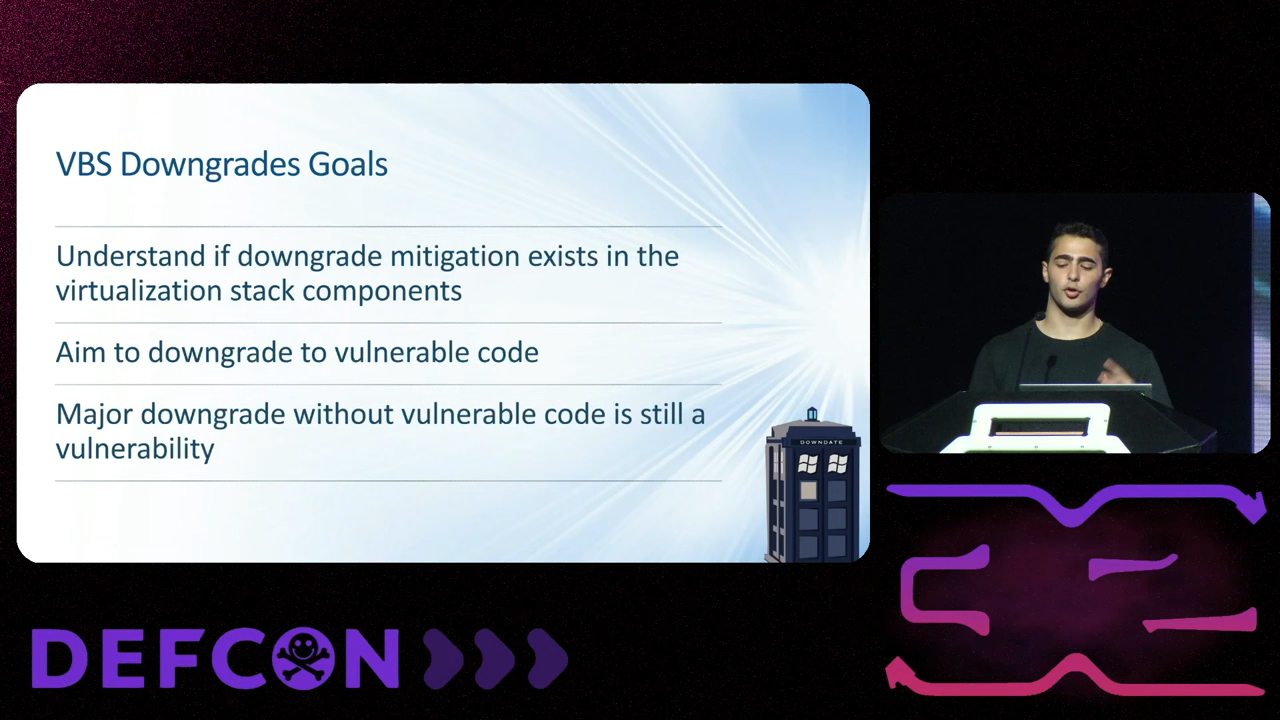 VBS Downgrades Goals
Understand if downgrade mitigation exists in the
virtualization stack components
Aim to downgrade to vulnerable code
Major downgrade without vulnerable code is still a
vulnerability
DOWNDATE
DEFCON